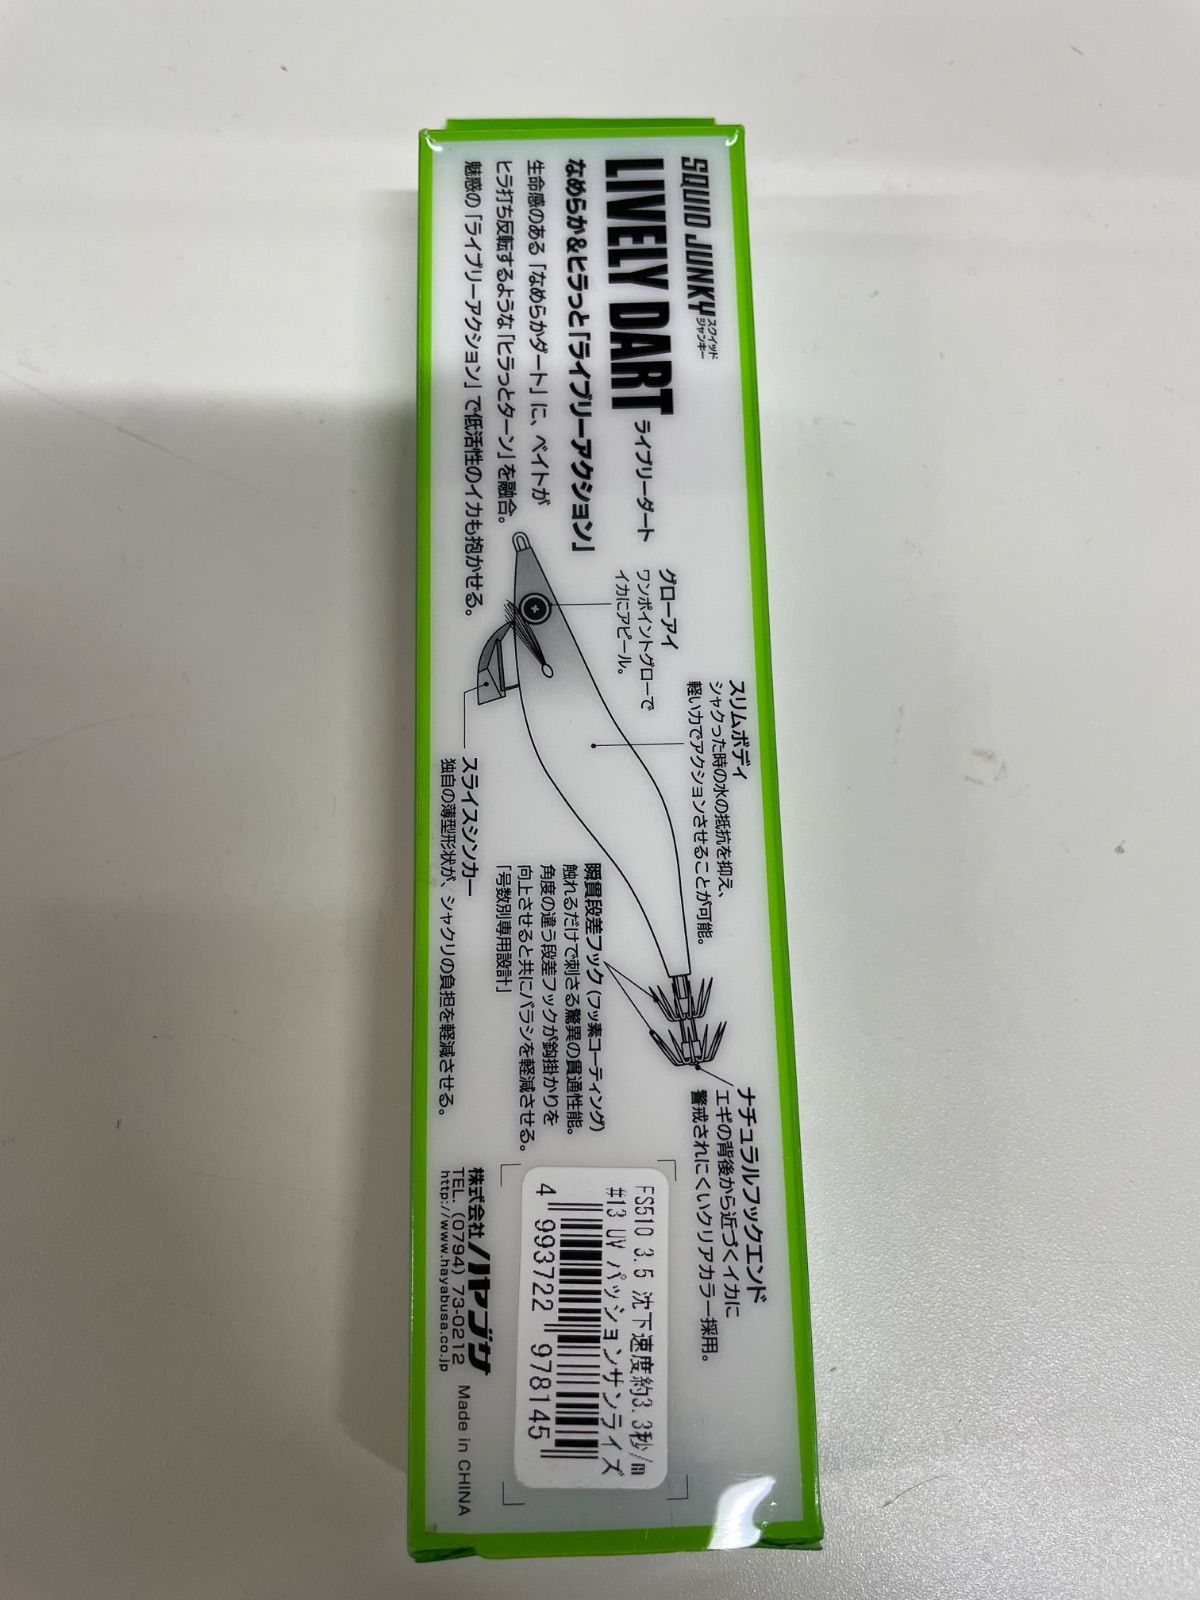 SQUID JUNKY スクイッド
ジャンキー
LIVELY DART ライブリーダート
なめらか&ヒラっと「ライブリーアクション」
生命感のある「なめらかダート」に、ベイトが
ヒラ打ち反転するような「ヒラっとターン」を融合。
魅惑の「ライブリーアクション」で低活性のイカも抱かせる。
グローアイ
ワンポイントグローで
イカにアピール。
スリムボディ
シャクった時の水の抵抗を抑え、
軽い力でアクションさせることが可能。
スライスシンカー
独自の薄型形状が、シャクリの負担を軽減させる。
瞬貫段差フック(フッ素コーティング)
触れるだけで刺さる驚異の貫通性能。
角度の違う段差フックが鈎掛かりを
向上させると共にバラシを軽減させる。
「号数別専用設計」
ナチュラルフックエンド
エギの背後から近づくイカに
警戒されにくいクリアカラー採用。
FS510 3.5 沈下速度約3.3秒/m
#13 UV パッションサンライズ
4 993722 978145
株式会社ハヤブサ
TEL. (0794) 73-0212
http://www.hayabusa.co.jp
Made in CHINA